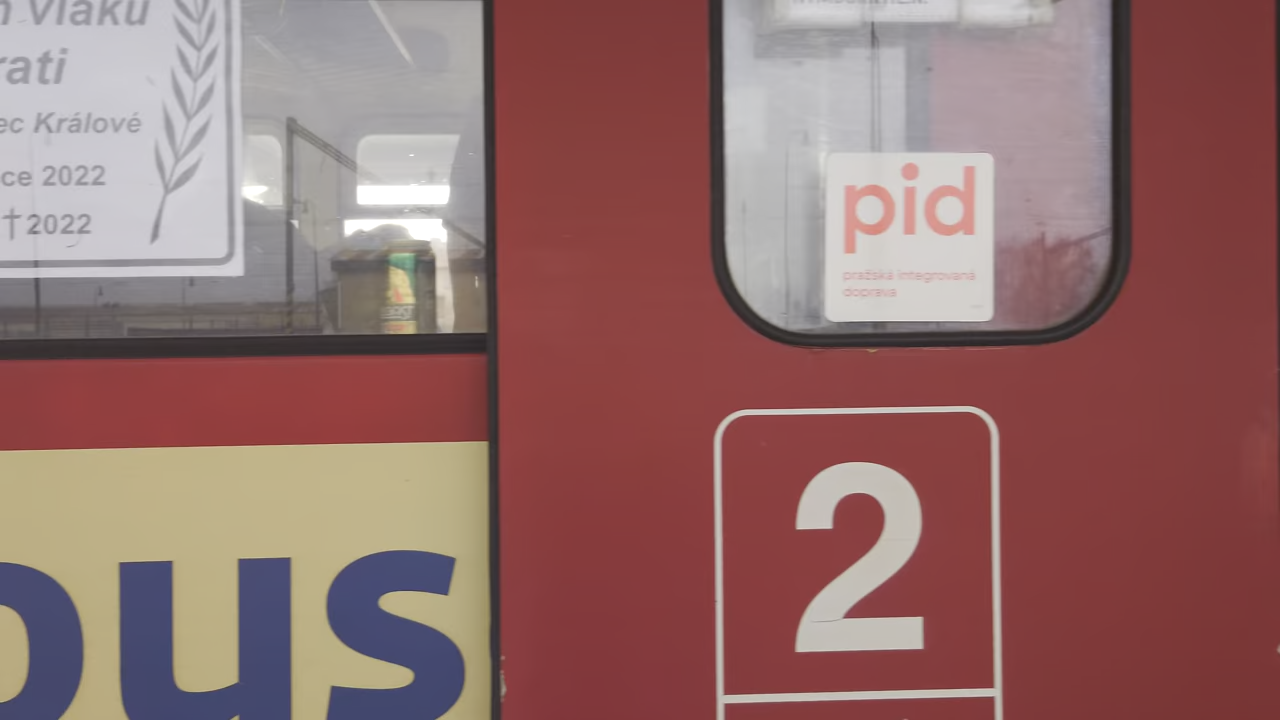 vlaku
rati
ec Králové
ce 2022
†2022
pid
pražská integrovaná
doprava
2
ous